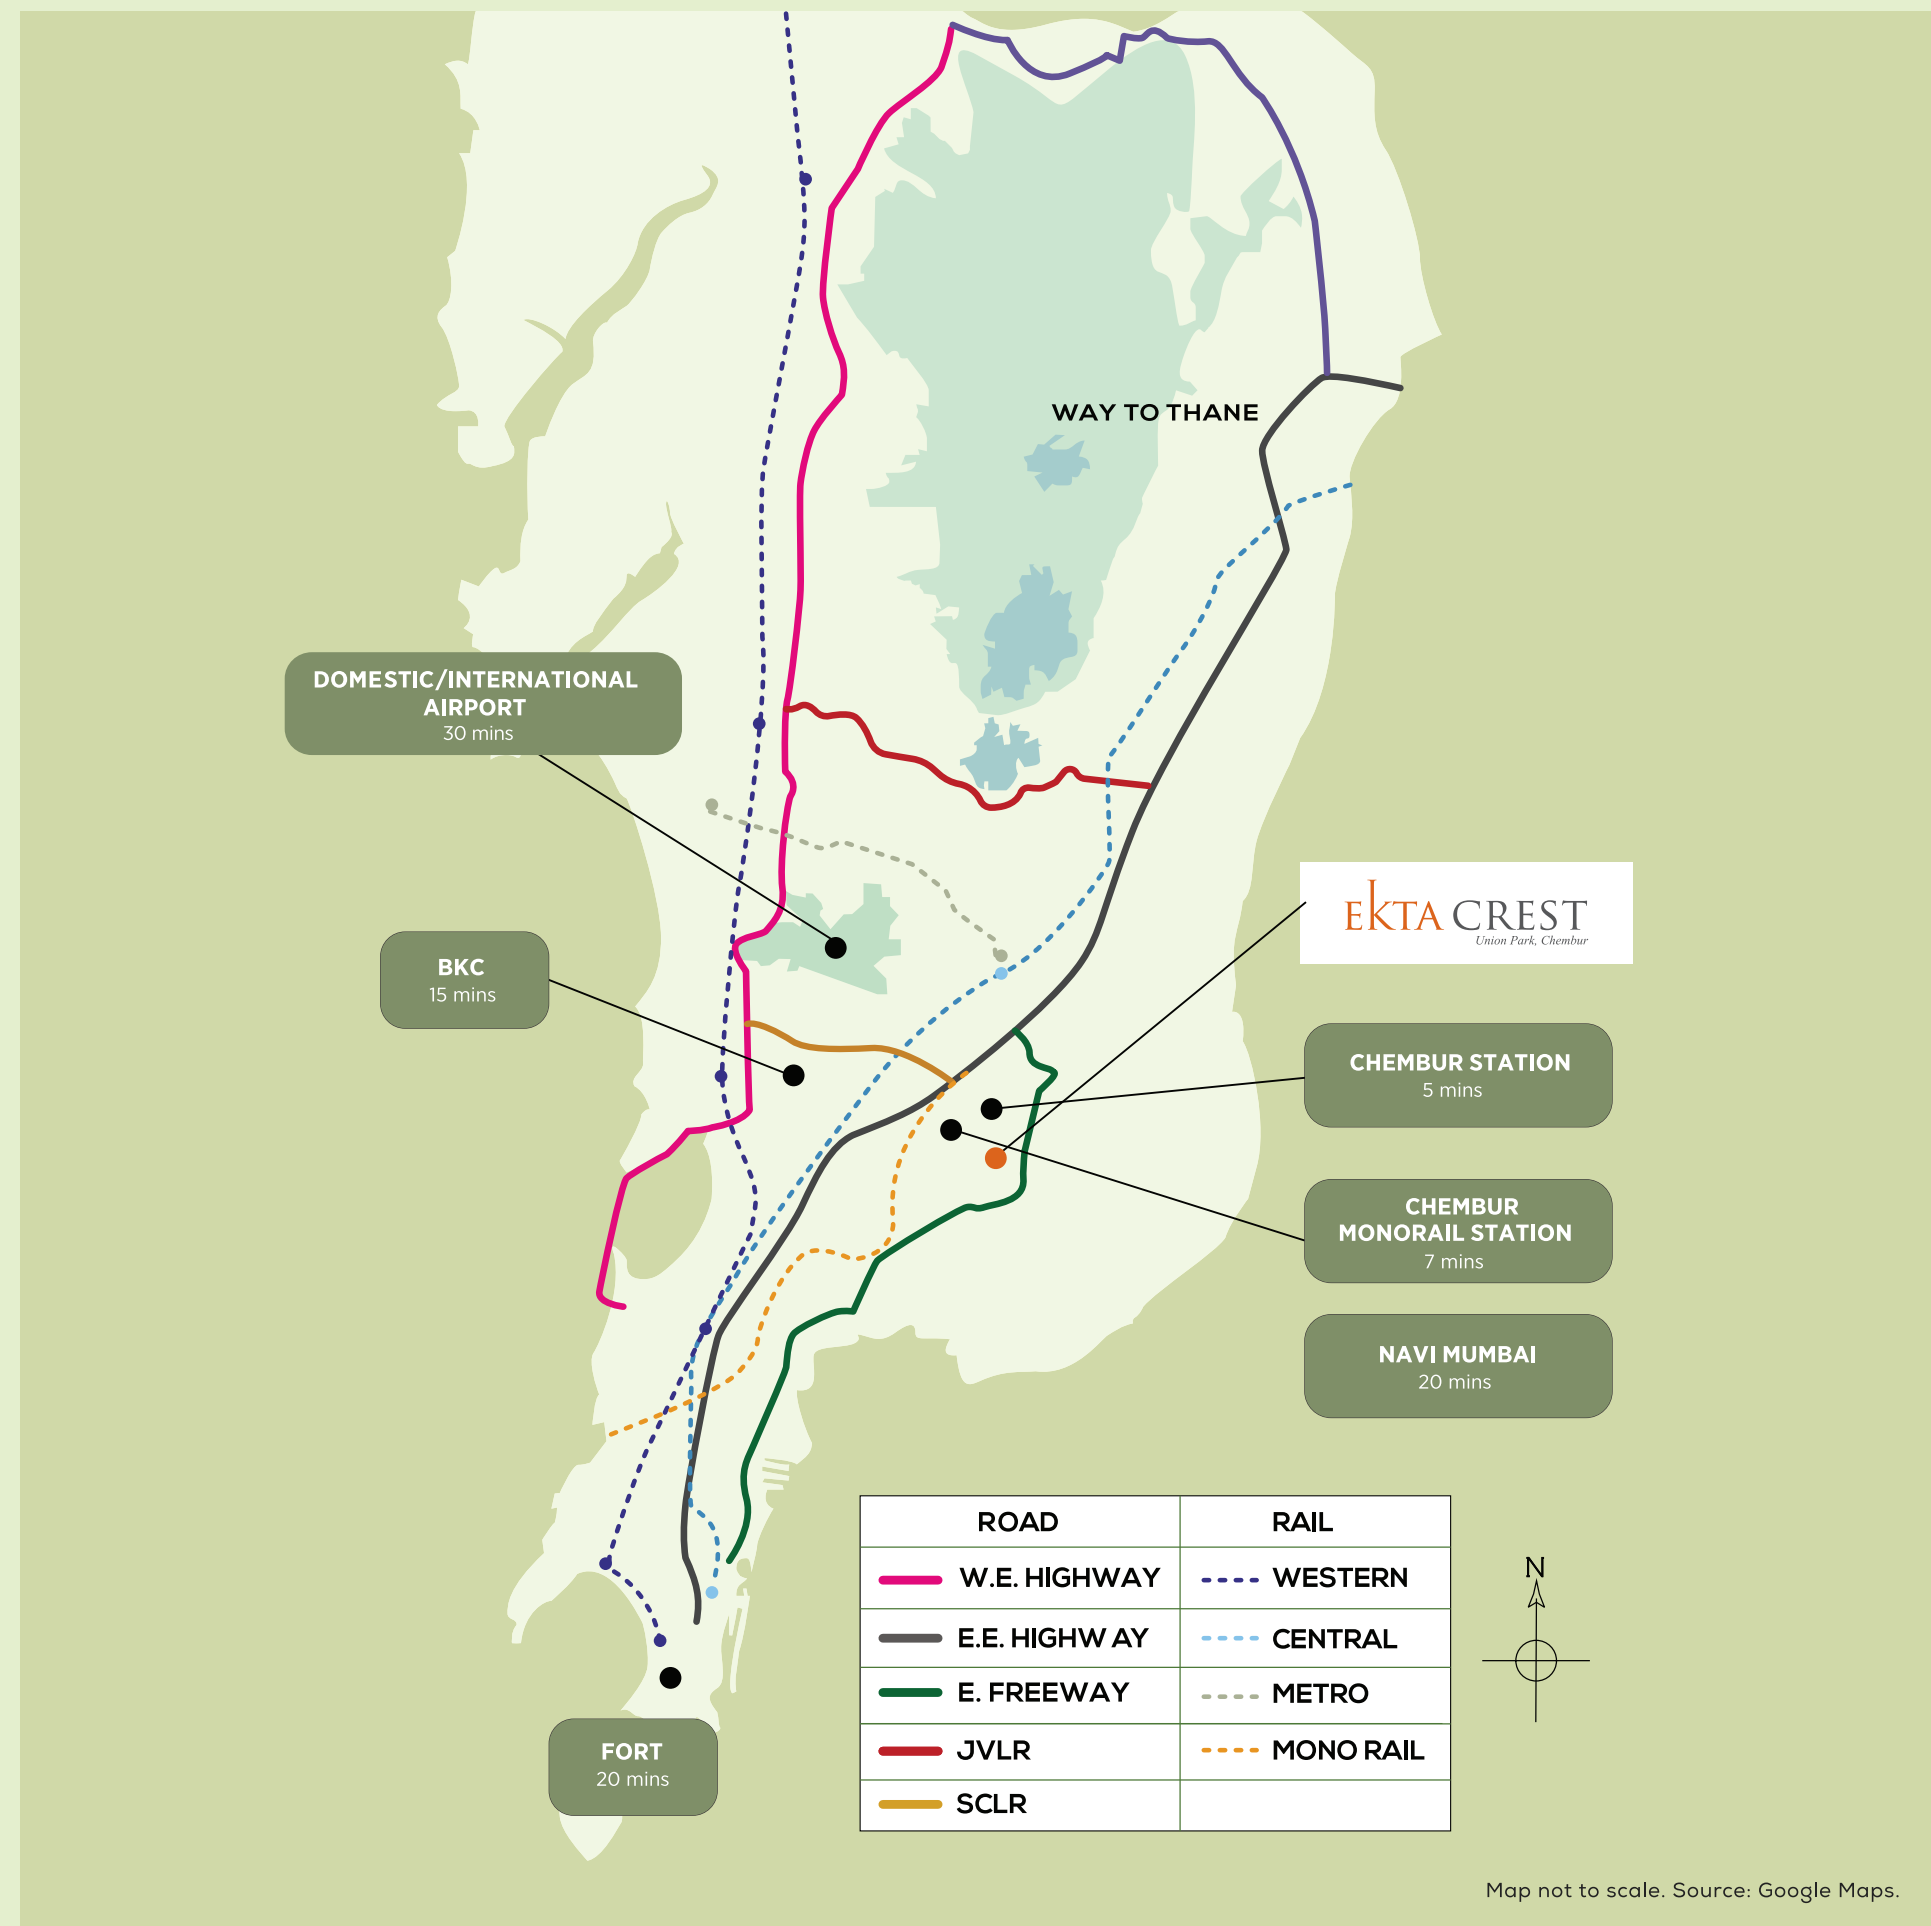 WAY TO THANE
DOMESTIC/INTERNATIONAL
AIRPORT
30 mins
EKTA CREST
Union Park, Chembur
BKC
15 mins
CHEMBUR STATION
5 mins
CHEMBUR
MONORAIL STATION
7 mins
NAVI MUMBAI
20 mins
ROAD RAIL
W.E. HIGHWAY WESTERN
E.E. HIGHW AY CENTRAL
E. FREEWAY METRO
JVLR MONO RAIL
SCLR
N
FORT
20 mins
Map not to scale. Source: Google Maps.